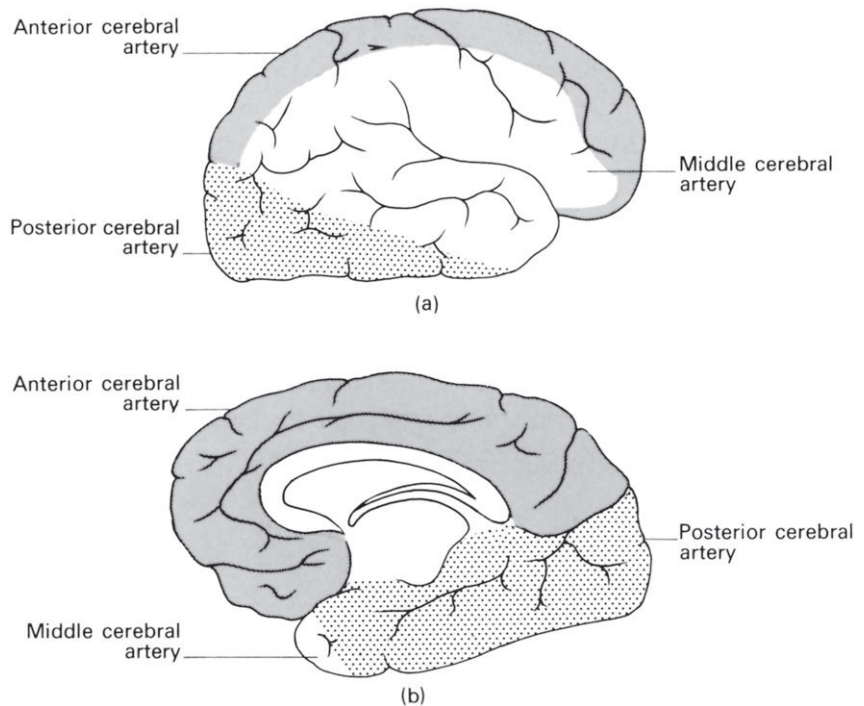 Anterior cerebral
artery
Middle cerebral
artery
Posterior cerebral
artery
(a)
Anterior cerebral
artery
Posterior cerebral
artery
Middle cerebral
artery
(b)